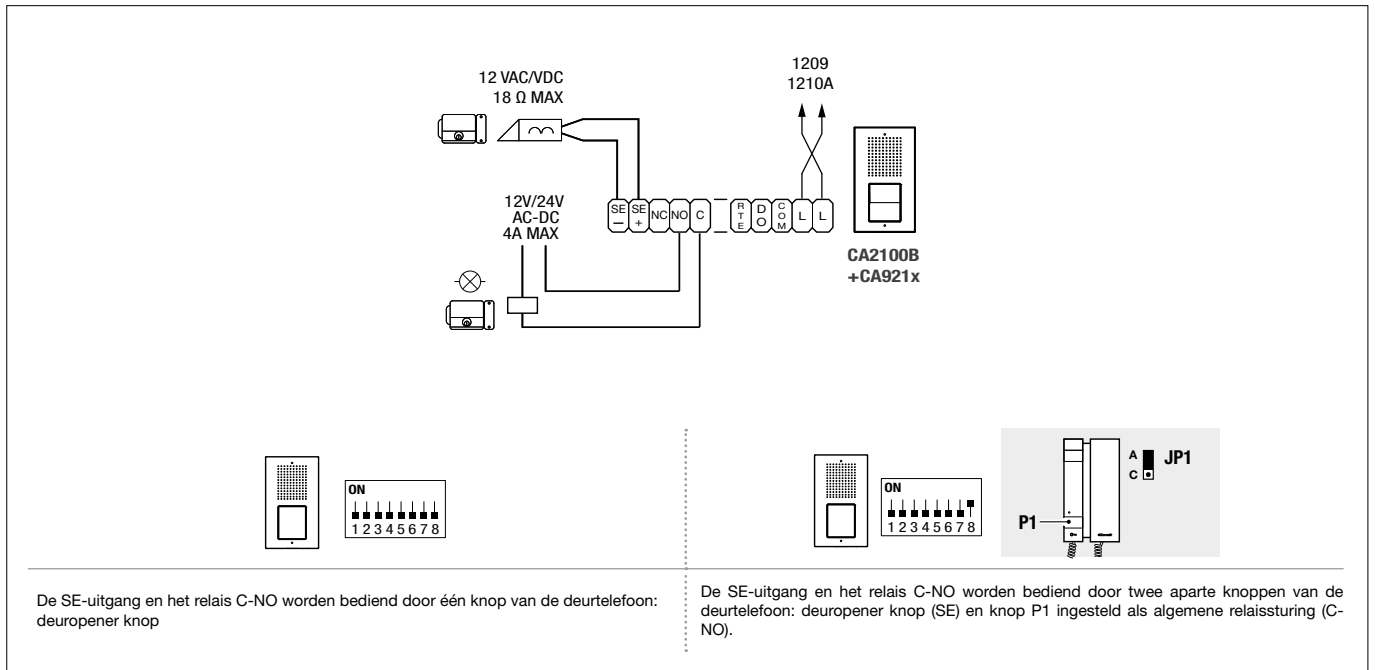 12 VAC/VDC
18 Ω MAX
1209
1210A
12V/24V
AC-DC
4A MAX
SE – SE + NC NO C RTE DO COM L L
CA2100B
+CA921x
ON
1 2 3 4 5 6 7 8
ON
1 2 3 4 5 6 7 8
A
C
JP1
P1
De SE-uitgang en het relais C-NO worden bediend door één knop van de deurtelefoon:
deuropener knop
De SE-uitgang en het relais C-NO worden bediend door twee aparte knoppen van de
deurtelefoon: deuropener knop (SE) en knop P1 ingesteld als algemene relaissturing (C-
NO).